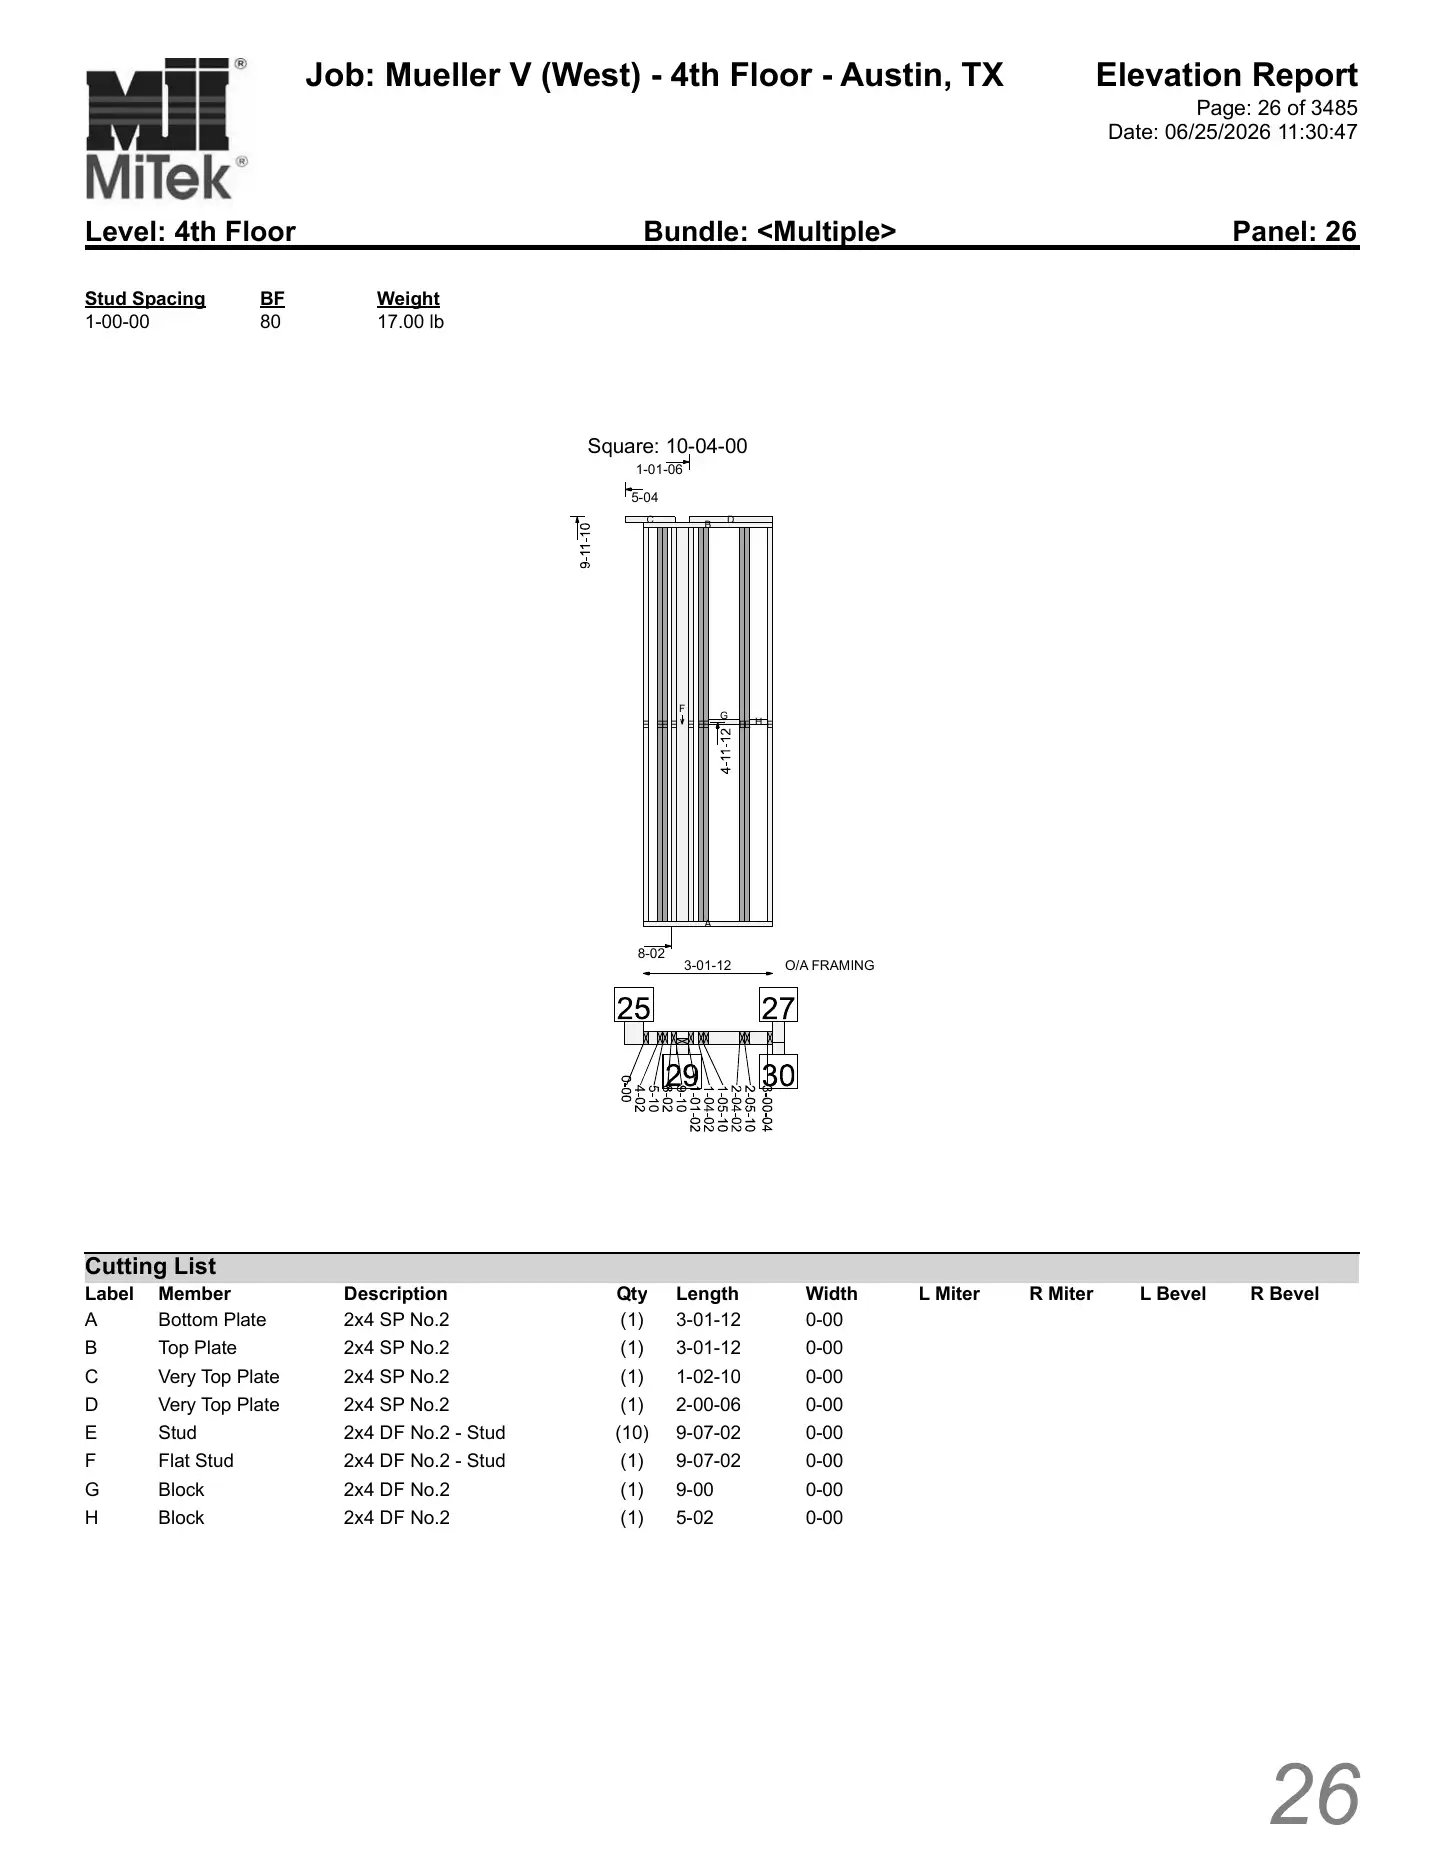 Job: Mueller V (West) - 4th Floor - Austin, TX
Elevation Report
Page: 26 of 3485
Date: 06/25/2026 11:30:47
MiTek®
Level: 4th Floor Bundle: <Multiple> Panel: 26
Stud Spacing BF Weight
1-00-00 80 17.00 lb
Square: 10-04-00
1-01-06
5-04
9-11-10
C D
B
F
G
H
4-11-12
A
8-02
3-01-12 O/A FRAMING
25 27
29 30
0-00
4-02
5-10
8-02
9-10
1-01-02
1-04-02
1-05-10
2-04-02
2-05-10
3-00-04
Cutting List
Label Member Description Qty Length Width L Miter R Miter L Bevel R Bevel
A Bottom Plate 2x4 SP No.2 (1) 3-01-12 0-00
B Top Plate 2x4 SP No.2 (1) 3-01-12 0-00
C Very Top Plate 2x4 SP No.2 (1) 1-02-10 0-00
D Very Top Plate 2x4 SP No.2 (1) 2-00-06 0-00
E Stud 2x4 DF No.2 - Stud (10) 9-07-02 0-00
F Flat Stud 2x4 DF No.2 - Stud (1) 9-07-02 0-00
G Block 2x4 DF No.2 (1) 9-00 0-00
H Block 2x4 DF No.2 (1) 5-02 0-00
26